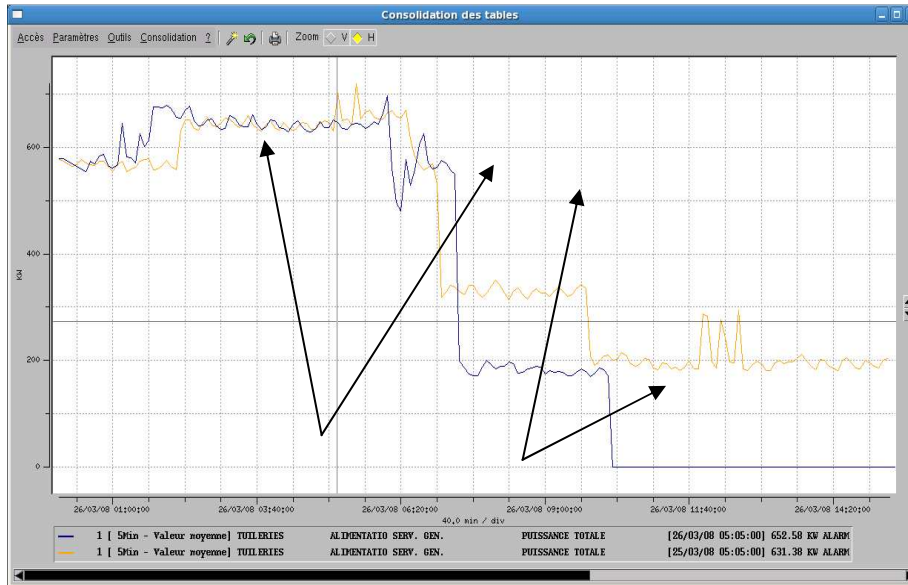 Consolidation des tables
Accès Paramètres Outils Consolidation ? Zoom V H
600
400
KW
200
0
26/03/08 01:00:00 26/03/08 03:40:00 26/03/08 06:20:00 26/03/08 09:00:00 26/03/08 11:40:00 26/03/08 14:20:00
40,0 min / div
1 [ 5Min - Valeur moyenne] TUILERIES ALIMENTATIO SERV. GEN. PUISSANCE TOTALE [26/03/08 05:05:00] 652.58 KW ALARM
1 [ 5Min - Valeur moyenne] TUILERIES ALIMENTATIO SERV. GEN. PUISSANCE TOTALE [25/03/08 05:05:00] 631.38 KW ALARM